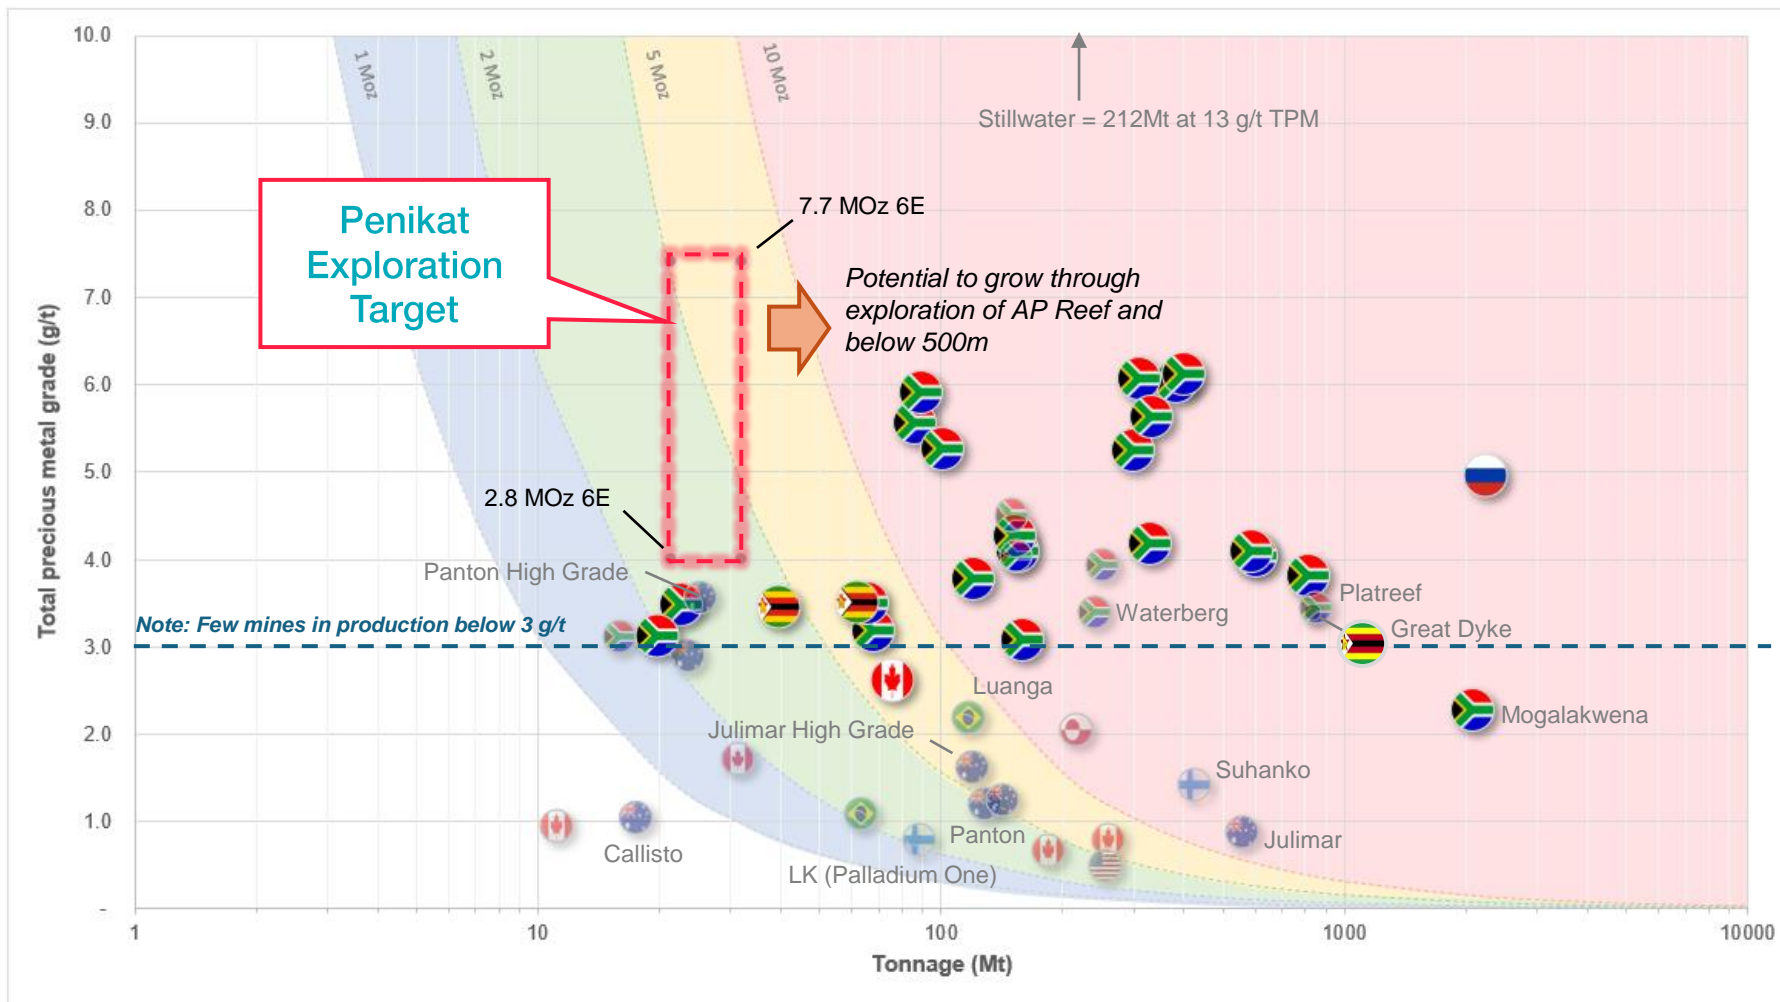 10.0
9.0
8.0
7.0
6.0
5.0
4.0
3.0
2.0
1.0
-
Total precious metal grade (g/t)
1
10
100
1000
10000
Tonnage (Mt)
1 Moz
2 Moz
5 Moz
10 Moz
Stillwater = 212Mt at 13 g/t TPM
Penikat
Exploration
Target
7.7 MOz 6E
Potential to grow through
exploration of AP Reef and
below 500m
2.8 MOz 6E
Panton High Grade
Note: Few mines in production below 3 g/t
Waterberg
Platreef
Great Dyke
Luanga
Mogalakwena
Julimar High Grade
Suhanko
Panton
Julimar
Callisto
LK (Palladium One)